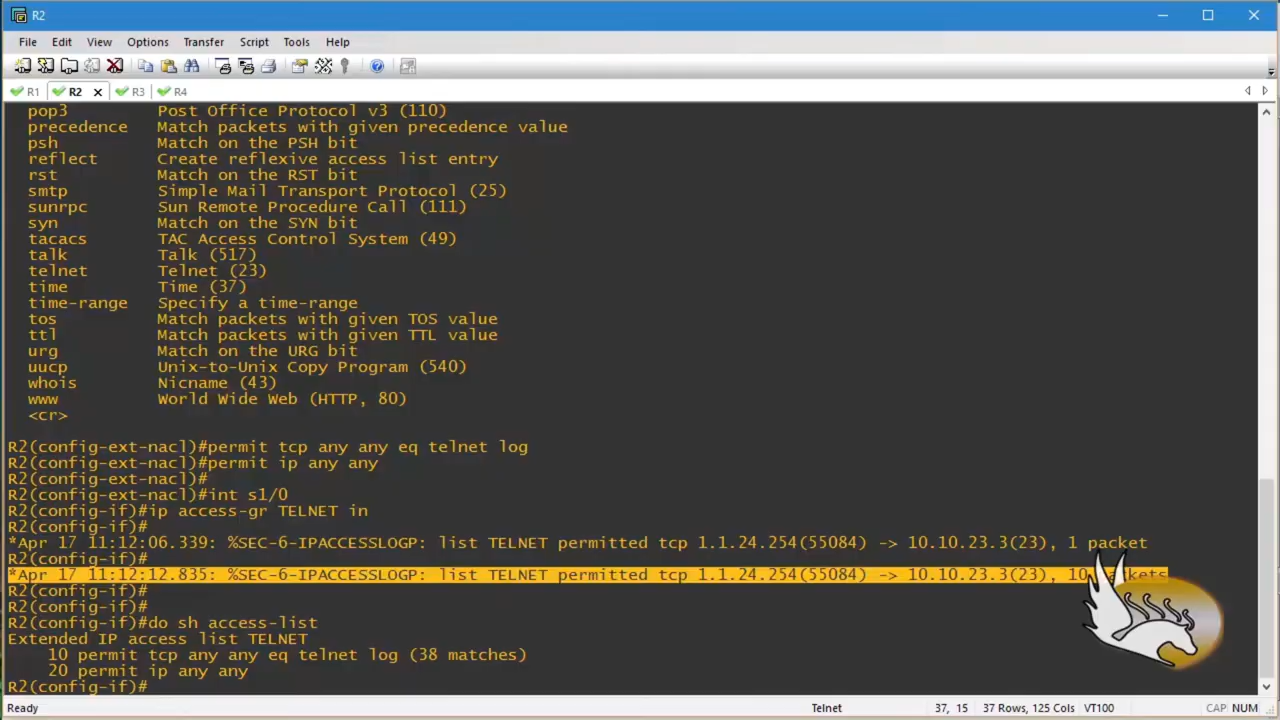 R2
File Edit View Options Transfer Script Tools Help
R1 R2 R3 R4
pop3 Post Office Protocol v3 (110)
precedence Match packets with given precedence value
psh Match on the PSH bit
reflect Create reflexive access list entry
rst Match on the RST bit
smtp Simple Mail Transport Protocol (25)
sunrpc Sun Remote Procedure Call (111)
syn Match on the SYN bit
tacacs TAC Access Control System (49)
talk Talk (517)
telnet Telnet (23)
time Time (37)
time-range Specify a time-range
tos Match packets with given TOS value
ttl Match packets with given TTL value
urg Match on the URG bit
uucp Unix-to-Unix Copy Program (540)
whois Nicname (43)
www World Wide Web (HTTP, 80)
<cr>
R2(config-ext-nacl)#permit tcp any any eq telnet log
R2(config-ext-nacl)#permit ip any any
R2(config-ext-nacl)#
R2(config-ext-nacl)#int s1/0
R2(config-if)#ip access-gr TELNET in
R2(config-if)#
*Apr 17 11:12:06.339: %SEC-6-IPACCESSLOGP: list TELNET permitted tcp 1.1.24.254(55084) -> 10.10.23.3(23), 1 packet
R2(config-if)#
*Apr 17 11:12:12.835: %SEC-6-IPACCESSLOGP: list TELNET permitted tcp 1.1.24.254(55084) -> 10.10.23.3(23), 10 packets
R2(config-if)#
R2(config-if)#
R2(config-if)#do sh access-list
Extended IP access list TELNET
10 permit tcp any any eq telnet log (38 matches)
20 permit ip any any
R2(config-if)#
Ready Telnet 37, 15 37 Rows, 125 Cols VT100 CAP NUM